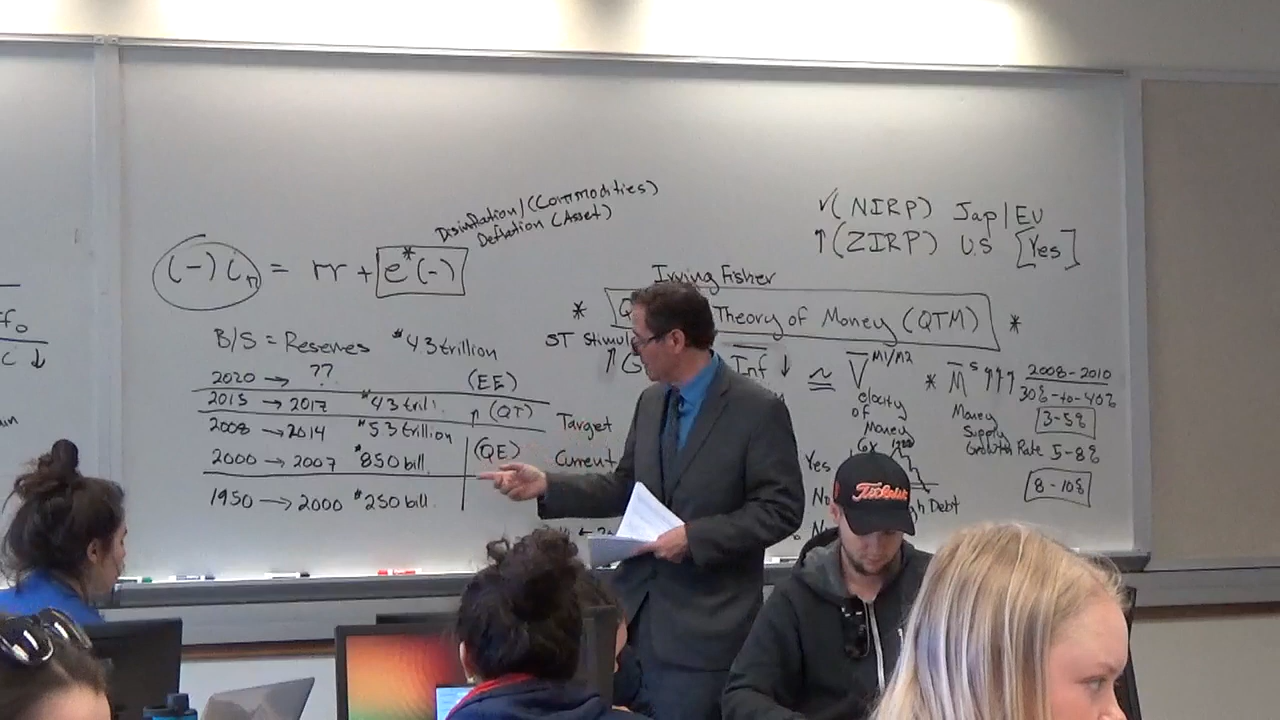 Disinflation/(Commodities)
Deflation (Asset)
(-) in = rr + e*(-)
√(NIRP) Jap|EU
↑(ZIRP) U.S [Yes]
Irving Fisher
* Q Theory of Money (QTM) *
B/S = Reserves $4.3 trillion
2020 → ?? (EE)
2015 → 2017 $4.3 trill. ↑ (QT)
2008 → 2014 $5.3 trillion
2000 → 2007 $850 bill. (QE)
1950 → 2000 $250 bill.
ffo
C ↓
ST Stimul
↑ G Inf ↓ ≅ V M1/M2 * M s ↑↑↑ 2008-2010
30%-to-40%
elocity
of
Money
Money
Supply
Growth Rate 5-8%
3-5%
8-10%
Target
Current
Yes
No
Debt
Titleist